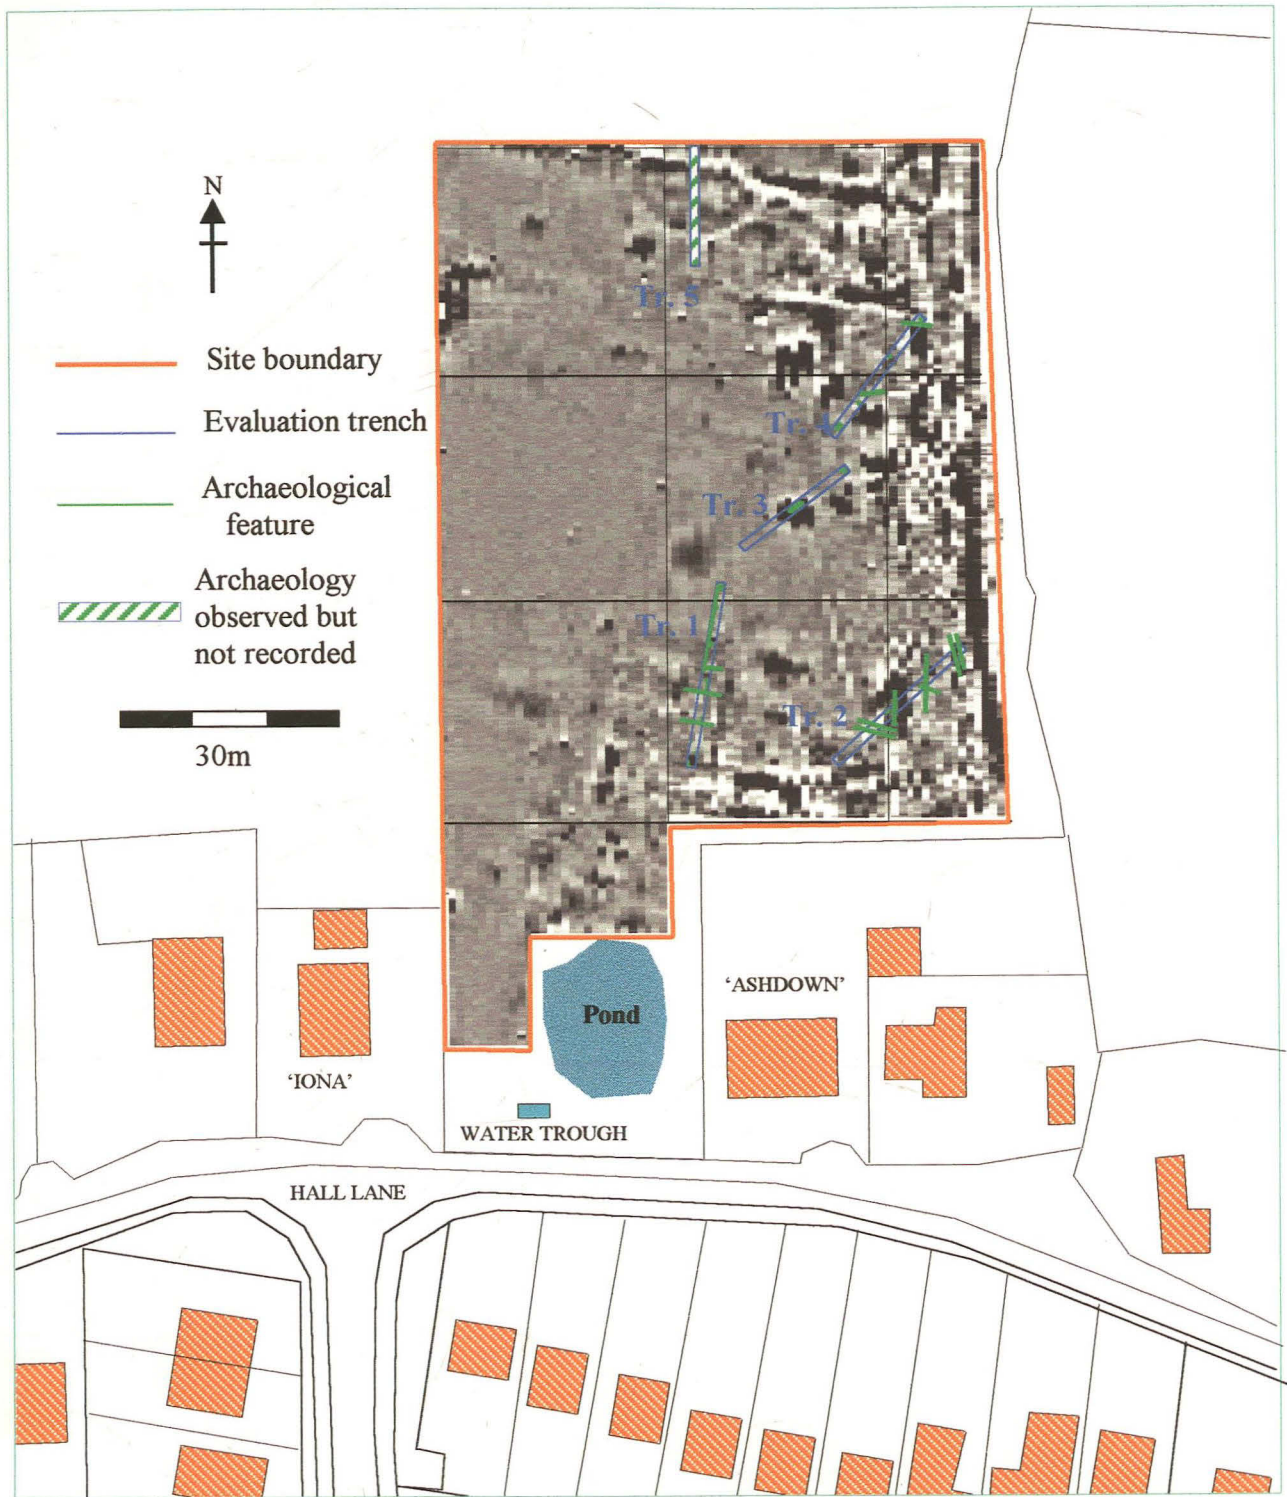 N
Site boundary
Evaluation trench
Archaeological
feature
Archaeology
observed but
not recorded
30m
Tr. 5
Tr. 4
Tr. 3
Tr. 1
Tr. 2
'ASHDOWN'
Pond
'IONA'
WATER TROUGH
HALL LANE